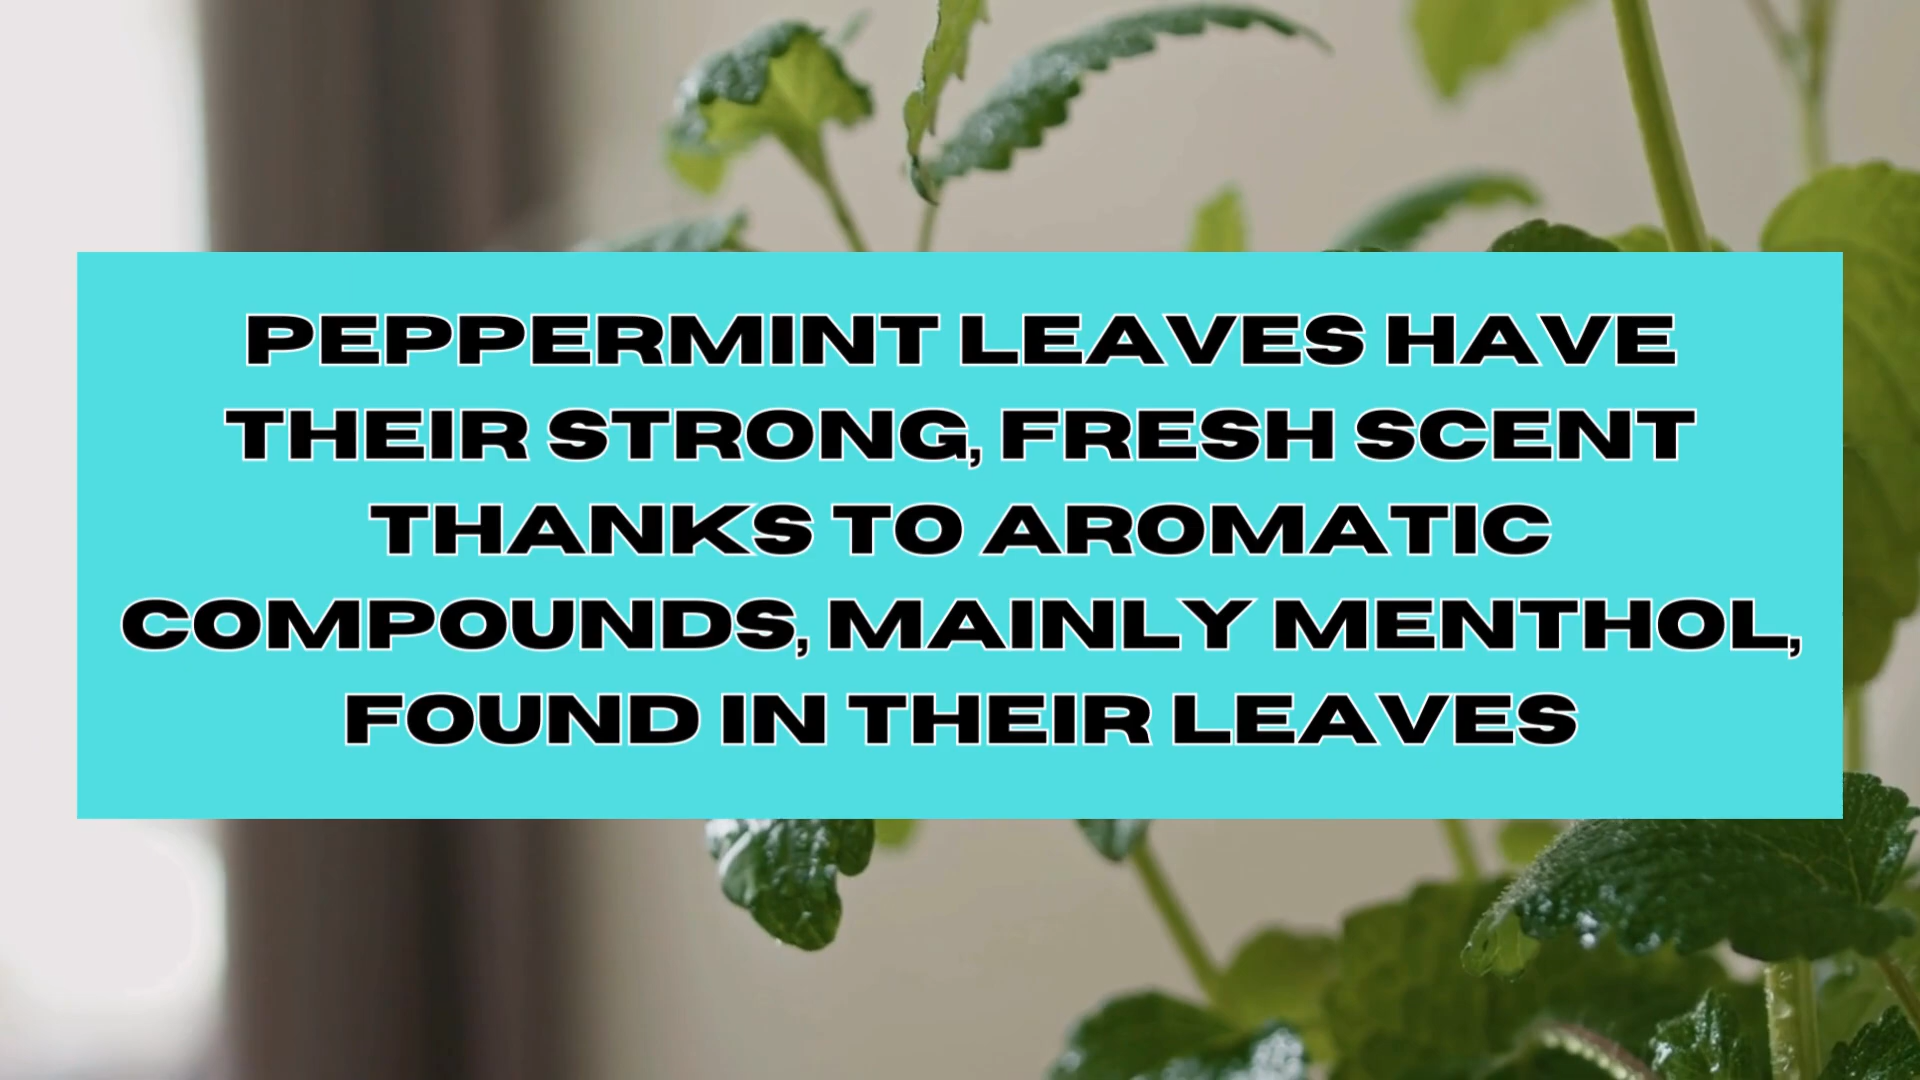 PEPPERMINT LEAVES HAVE
THEIR STRONG, FRESH SCENT
THANKS TO AROMATIC
COMPOUNDS, MAINLY MENTHOL,
FOUND IN THEIR LEAVES